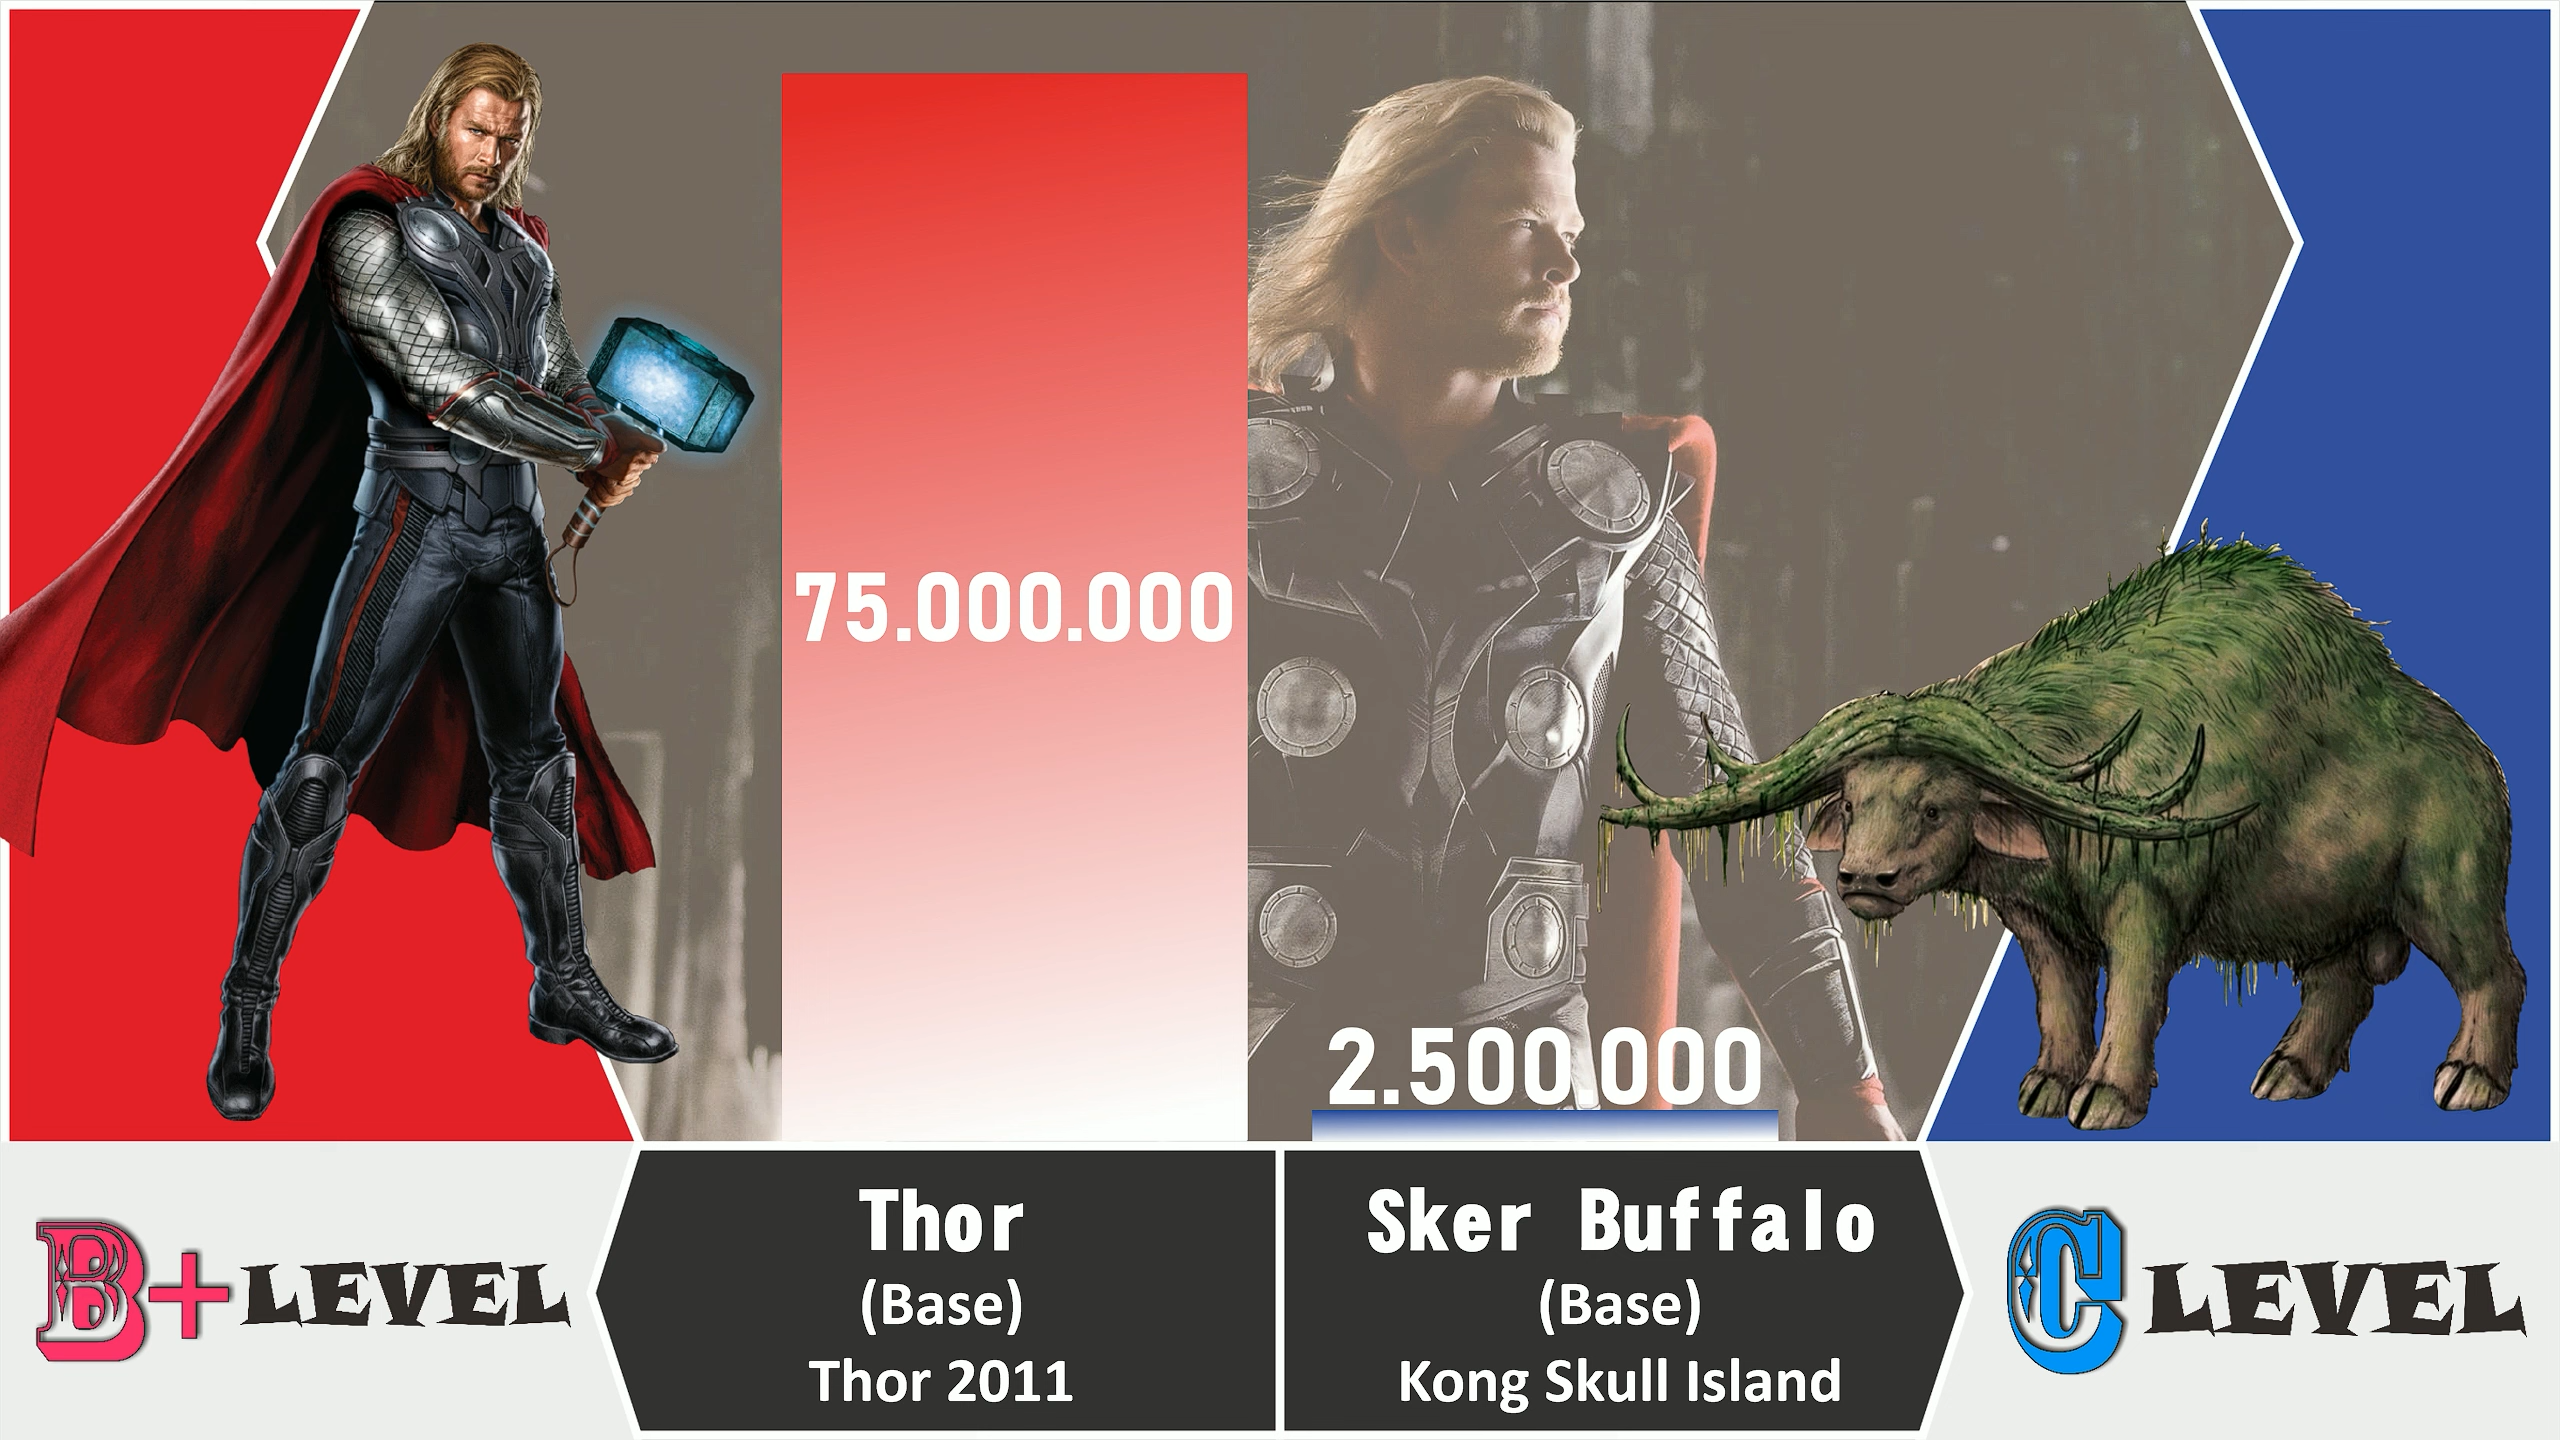 75.000.000
2.500.000
B+ LEVEL
Thor
(Base)
Thor 2011
Sker Buffalo
(Base)
Kong Skull Island
C LEVEL